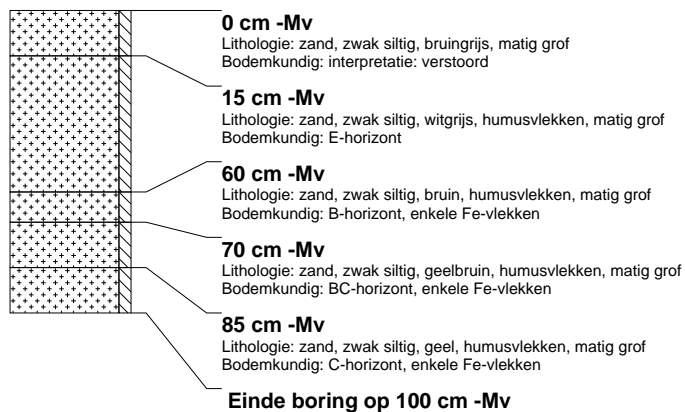 0 cm -Mv
Lithologie: zand, zwak siltig, bruingrijs, matig grof
Bodemkundig: interpretatie: verstoord
15 cm -Mv
Lithologie: zand, zwak siltig, witgrijs, humusvlekken, matig grof
Bodemkundig: E-horizont
60 cm -Mv
Lithologie: zand, zwak siltig, bruin, humusvlekken, matig grof
Bodemkundig: B-horizont, enkele Fe-vlekken
70 cm -Mv
Lithologie: zand, zwak siltig, geelbruin, humusvlekken, matig grof
Bodemkundig: BC-horizont, enkele Fe-vlekken
85 cm -Mv
Lithologie: zand, zwak siltig, geel, humusvlekken, matig grof
Bodemkundig: C-horizont, enkele Fe-vlekken
Einde boring op 100 cm -Mv